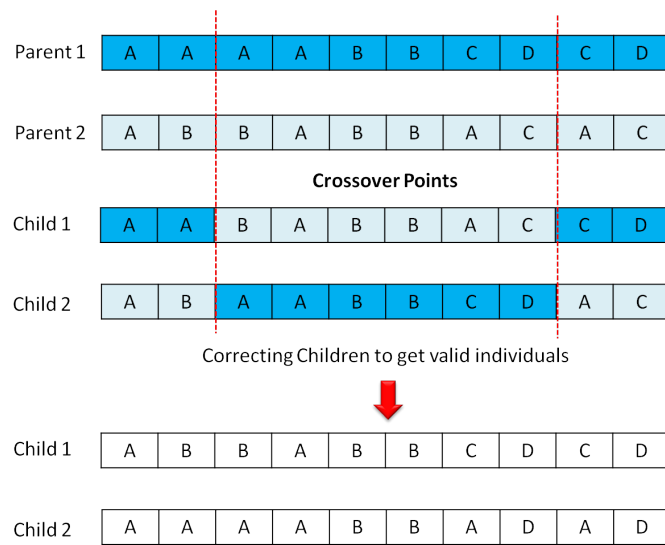 Parent 1 A A A A B B C D C D
Parent 2 A B B A B B A C A C
Crossover Points
Child 1 A A B A B B A C C D
Child 2 A B A A B B C D A C
Correcting Children to get valid individuals
Child 1 A B B A B B C D C D
Child 2 A A A A B B A D A D